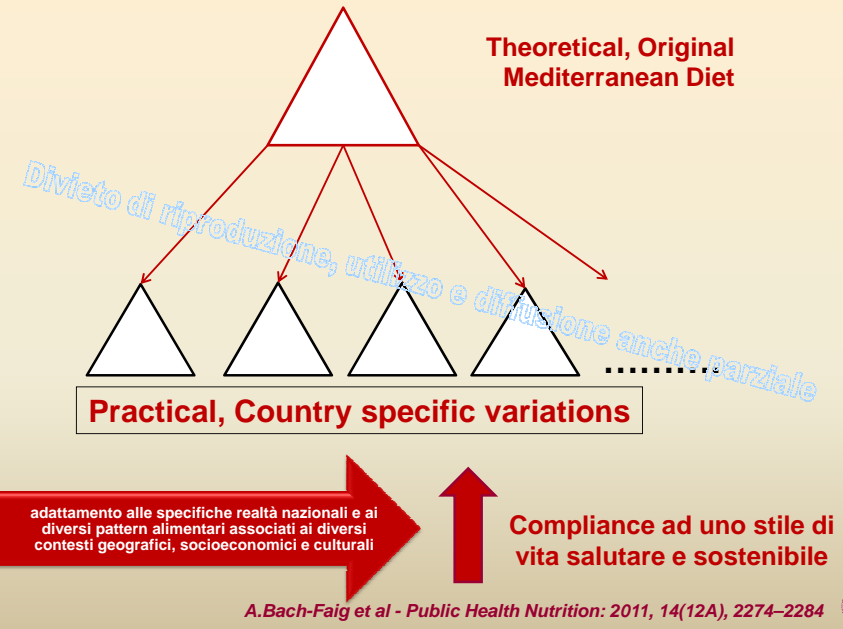 Theoretical, Original
Mediterranean Diet
Divieto di riproduzione, utilizzo e diffusione anche parziale
..........
Practical, Country specific variations
adattamento alle specifiche realtà nazionali e ai
diversi pattern alimentari associati ai diversi
contesti geografici, socioeconomici e culturali
Compliance ad uno stile di
vita salutare e sostenibile
A.Bach-Faig et al - Public Health Nutrition: 2011, 14(12A), 2274–2284